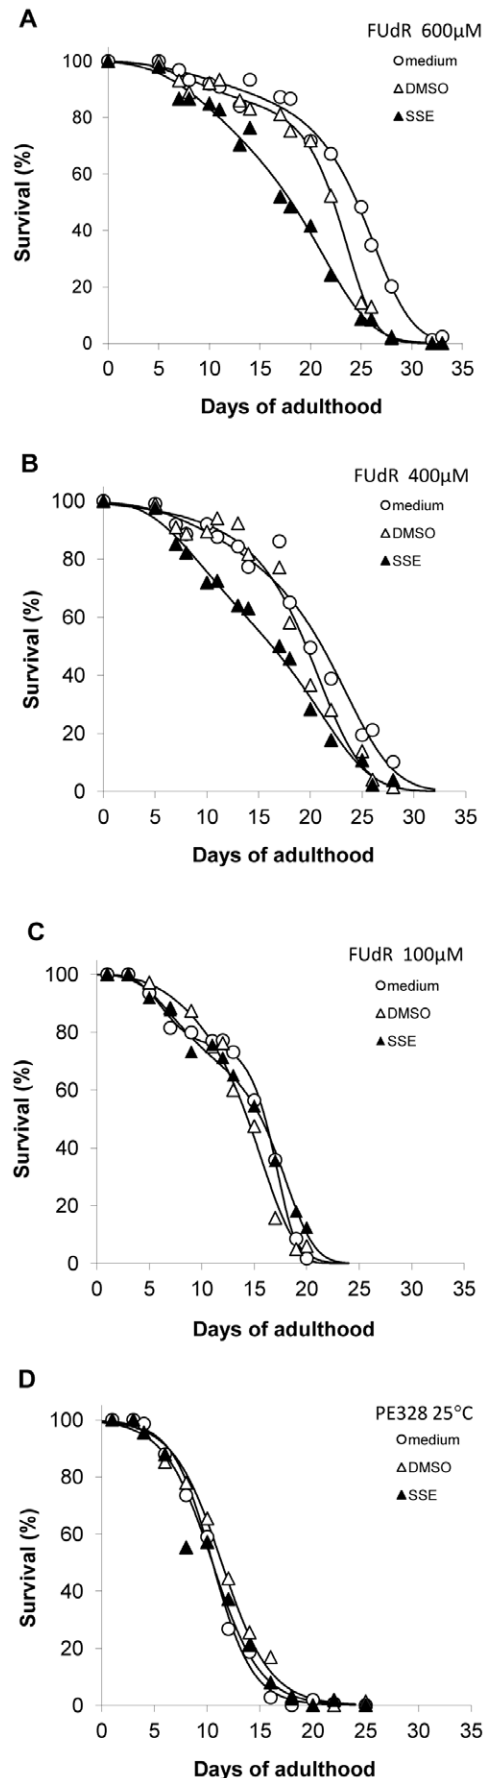 A
FUdR 600µM
medium
DMSO
SSE
100
80
60
40
20
0
0 5 10 15 20 25 30 35
Survival (%)
Days of adulthood
B
FUdR 400µM
medium
DMSO
SSE
100
80
60
40
20
0
0 5 10 15 20 25 30 35
Survival (%)
Days of adulthood
C
FUdR 100µM
medium
DMSO
SSE
100
80
60
40
20
0
0 5 10 15 20 25 30 35
Survival (%)
Days of adulthood
D
PE328 25°C
medium
DMSO
SSE
100
80
60
40
20
0
0 5 10 15 20 25 30 35
Survival (%)
Days of adulthood